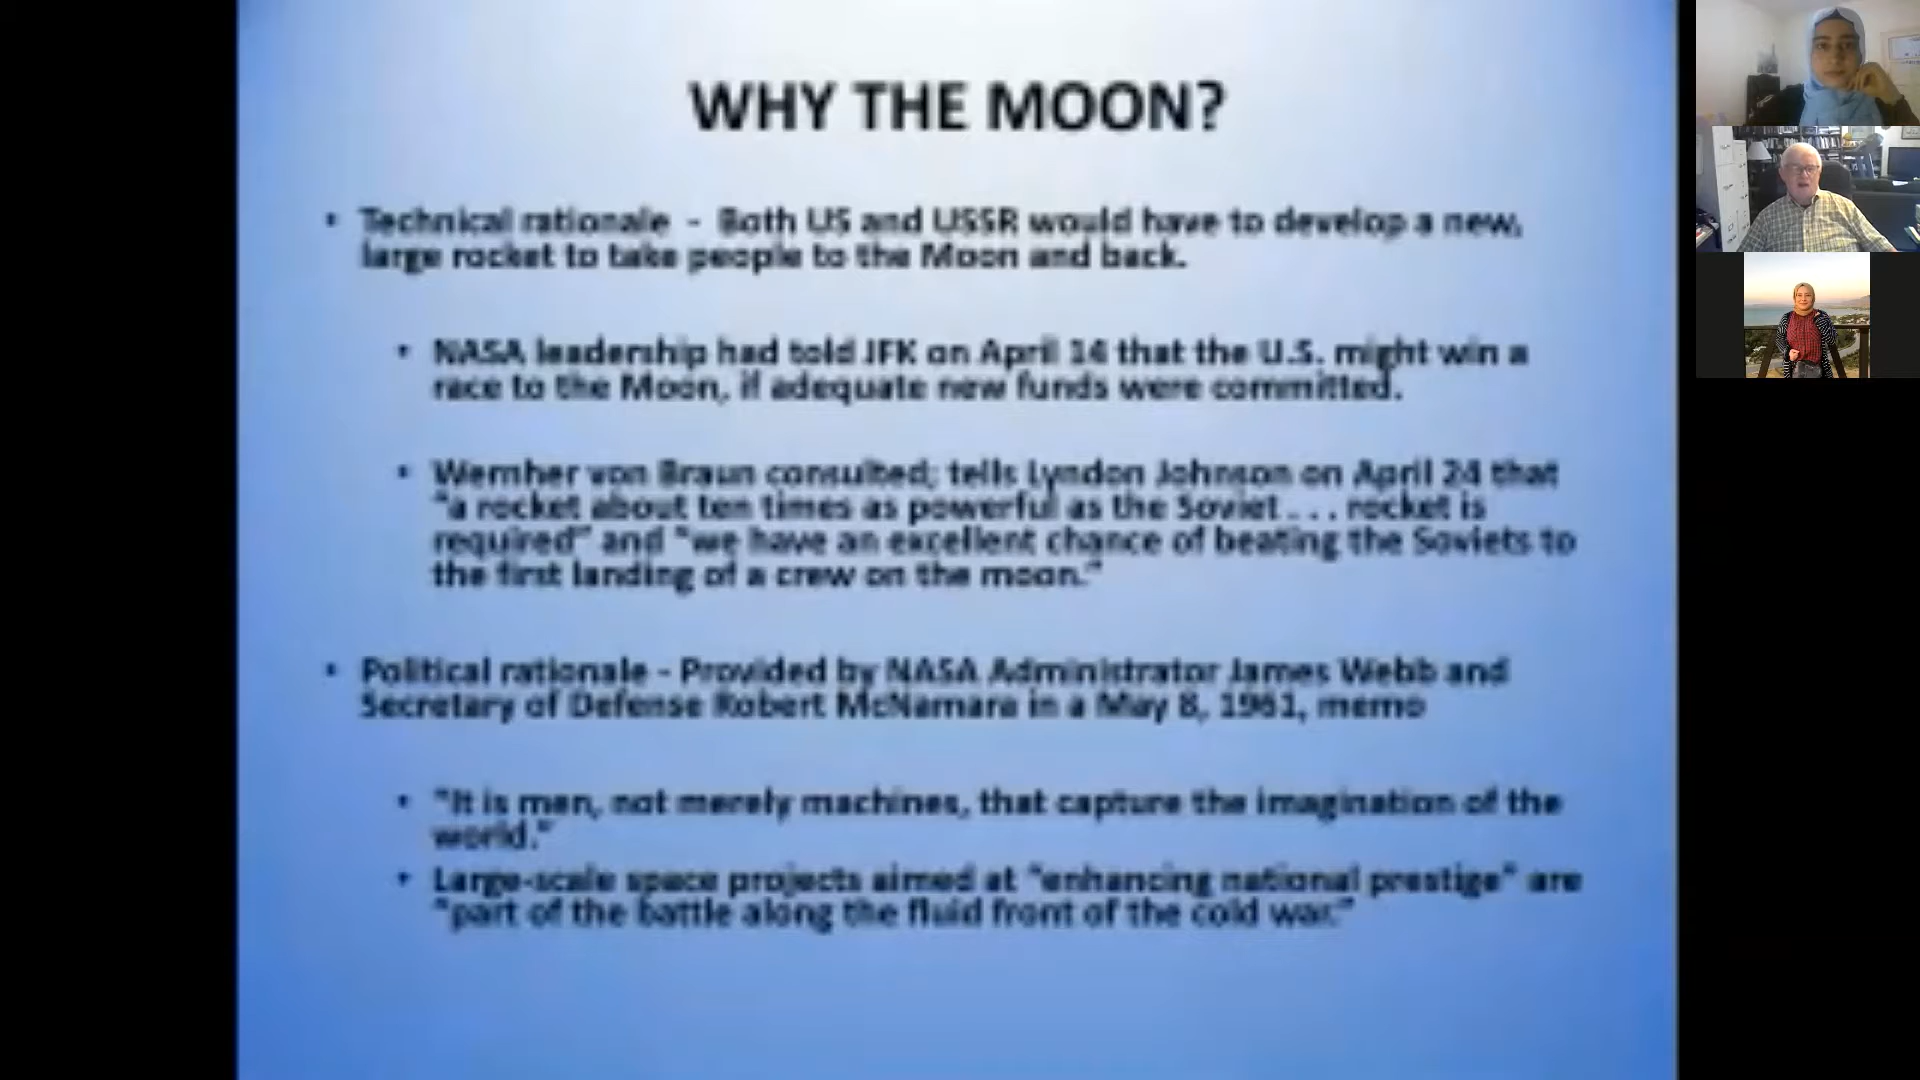 WHY THE MOON?
• Technical rationale - Both US and USSR would have to develop a new,
large rocket to take people to the Moon and back.
• NASA leadership had told JFK on April 14 that the U.S. might win a
race to the Moon, if adequate new funds were committed.
• Wernher von Braun consulted; tells Lyndon Johnson on April 24 that
"a rocket about ten times as powerful as the Soviet . . . rocket is
required" and "we have an excellent chance of beating the Soviets to
the first landing of a crew on the moon."
• Political rationale - Provided by NASA Administrator James Webb and
Secretary of Defense Robert McNamara in a May 8, 1961, memo
• "It is men, not merely machines, that capture the imagination of the
world."
• Large-scale space projects aimed at "enhancing national prestige" are
"part of the battle along the fluid front of the cold war."